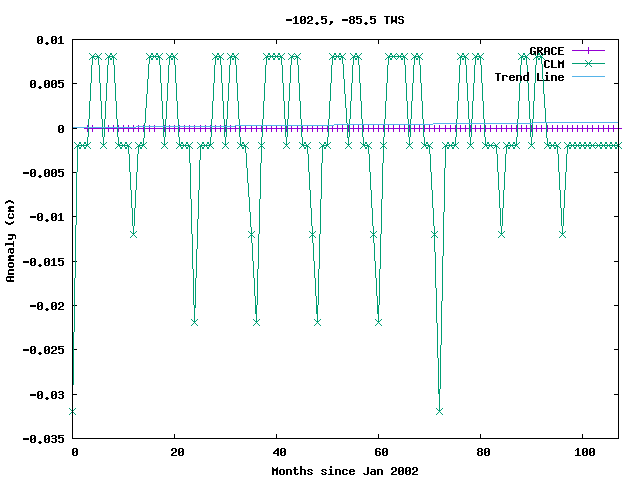 -102.5, -85.5 TWS
0.01
0.005
0
-0.005
-0.01
-0.015
-0.02
-0.025
-0.03
-0.035
Anomaly (cm)
GRACE
CLM
Trend Line
0 20 40 60 80 100
Months since Jan 2002